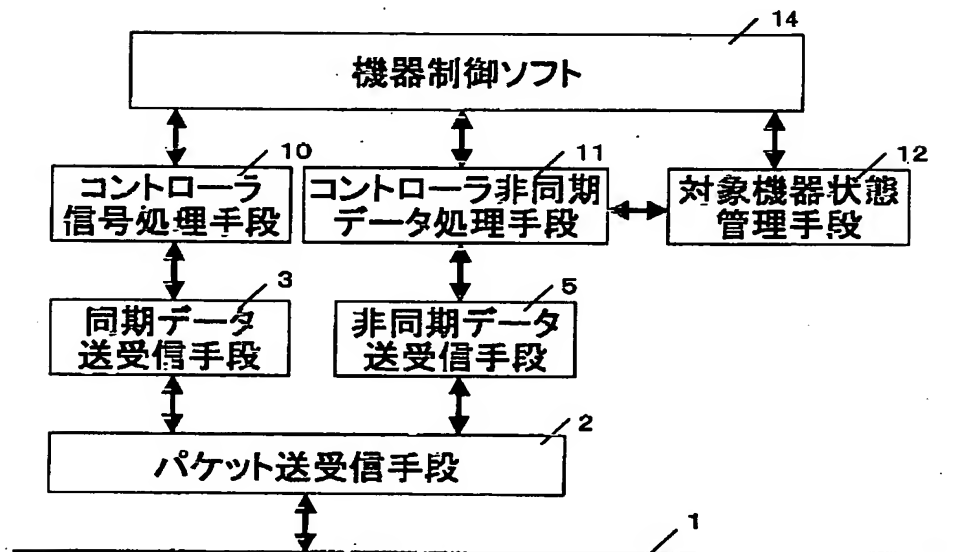 14
機器制御ソフト
10
コントローラ
信号処理手段
11
コントローラ非同期
データ処理手段
12
対象機器状態
管理手段
3
同期データ
送受信手段
5
非同期データ
送受信手段
2
パケット送受信手段
1